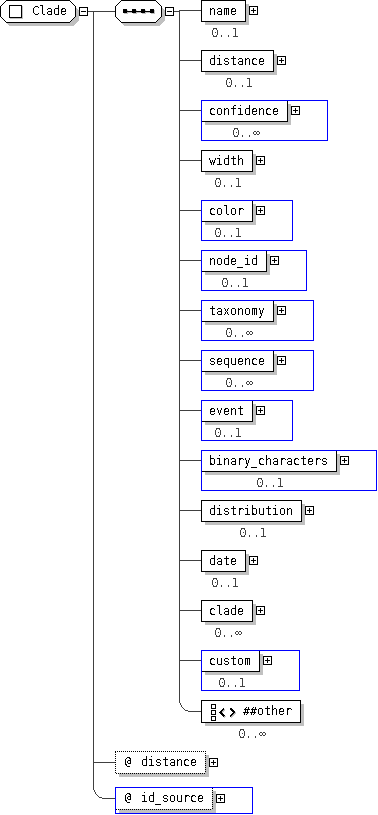 Clade
name
0..1
distance
0..1
confidence
0..∞
width
0..1
color
0..1
node_id
0..1
taxonomy
0..∞
sequence
0..∞
event
0..1
binary_characters
0..1
distribution
0..1
date
0..1
clade
0..∞
custom
0..1
##other
0..∞
@ distance
@ id_source